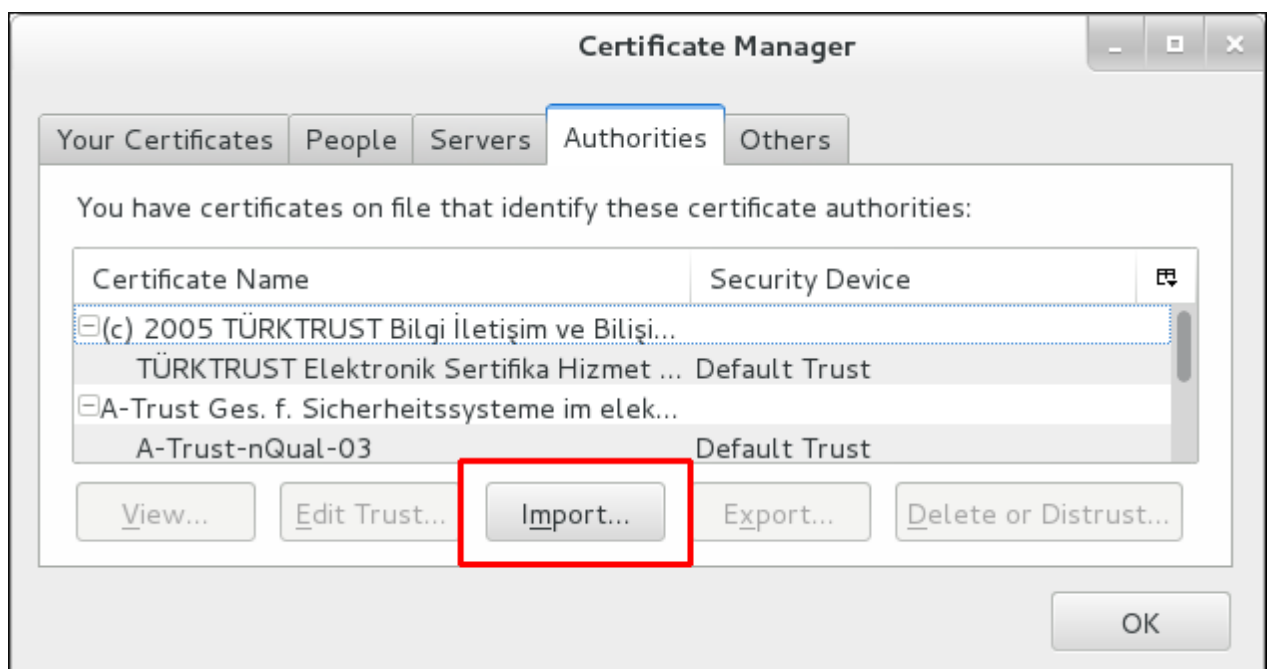 Certificate Manager
Your Certificates People Servers Authorities Others
You have certificates on file that identify these certificate authorities:
Certificate Name Security Device
(c) 2005 TÜRKTRUST Bilgi İletişim ve Bilişi...
TÜRKTRUST Elektronik Sertifika Hizmet ... Default Trust
A-Trust Ges. f. Sicherheitssysteme im elek...
A-Trust-nQual-03 Default Trust
View... Edit Trust... Import... Export... Delete or Distrust...
OK